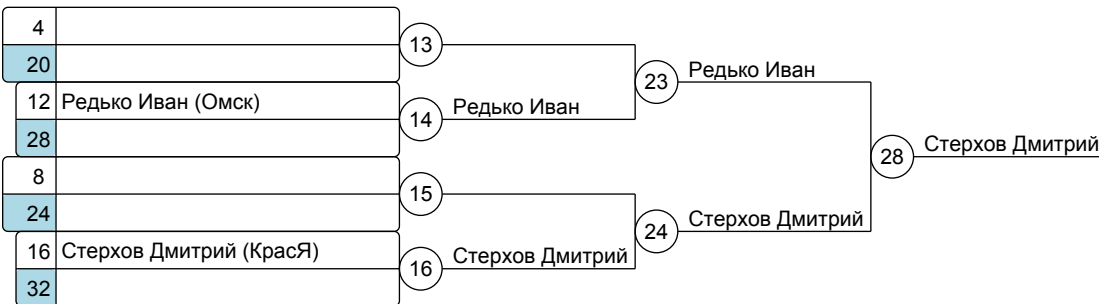 4
13
20
23 Редько Иван
12 Редько Иван (Омск)
14 Редько Иван
28
28 Стерхов Дмитрий
8
15
24
24 Стерхов Дмитрий
16 Стерхов Дмитрий (КрасЯ)
16 Стерхов Дмитрий
32